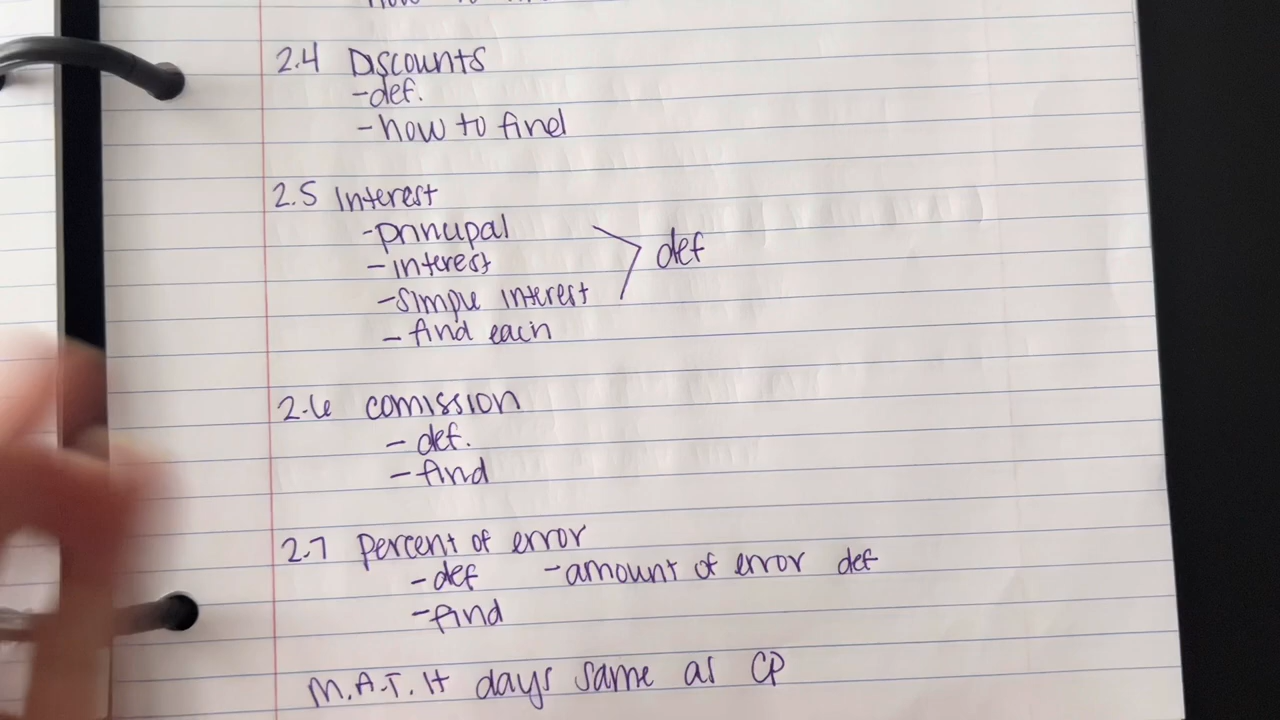 2.4 Discounts
-def.
-how to find
2.5 Interest
-principal
-interest
-simple interest
def
-find each
2.6 comission
-def.
-find
2.7 percent of error
-def -amount of error def
-find
M.A.T.H days same as CP